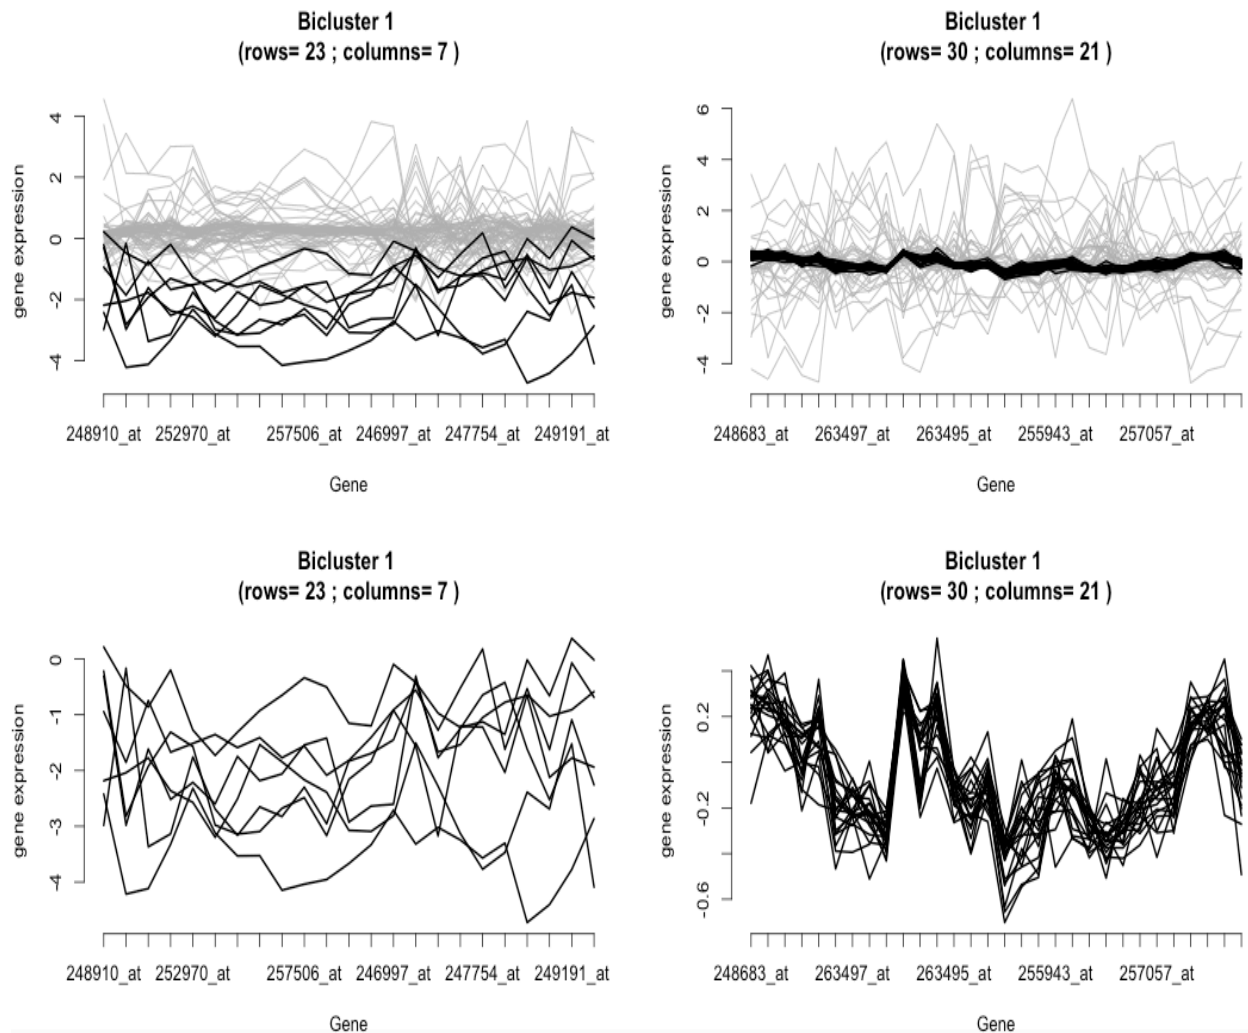 Bicluster 1
(rows= 23 ; columns= 7 )
gene expression
4
2
0
-2
-4
248910_at 252970_at 257506_at 246997_at 247754_at 249191_at
Gene
Bicluster 1
(rows= 30 ; columns= 21 )
gene expression
6
4
2
0
-2
-4
248683_at 263497_at 263495_at 255943_at 257057_at
Gene
Bicluster 1
(rows= 23 ; columns= 7 )
gene expression
0
-1
-2
-3
-4
248910_at 252970_at 257506_at 246997_at 247754_at 249191_at
Gene
Bicluster 1
(rows= 30 ; columns= 21 )
gene expression
0.2
-0.2
-0.6
248683_at 263497_at 263495_at 255943_at 257057_at
Gene